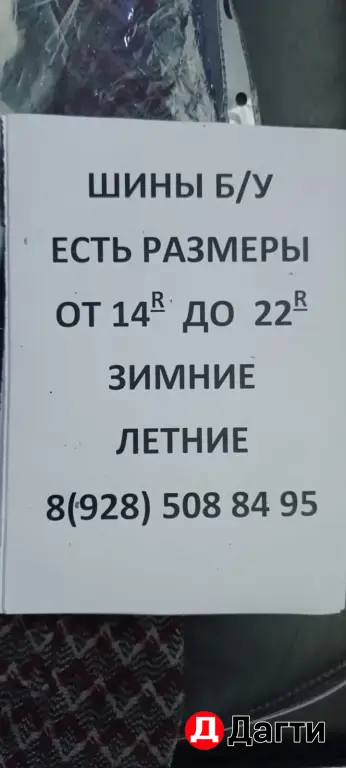 ШИНЫ Б/У
ЕСТЬ РАЗМЕРЫ
ОТ 14R ДО 22R
ЗИМНИЕ
ЛЕТНИЕ
8(928) 508 84 95
Д Дагти